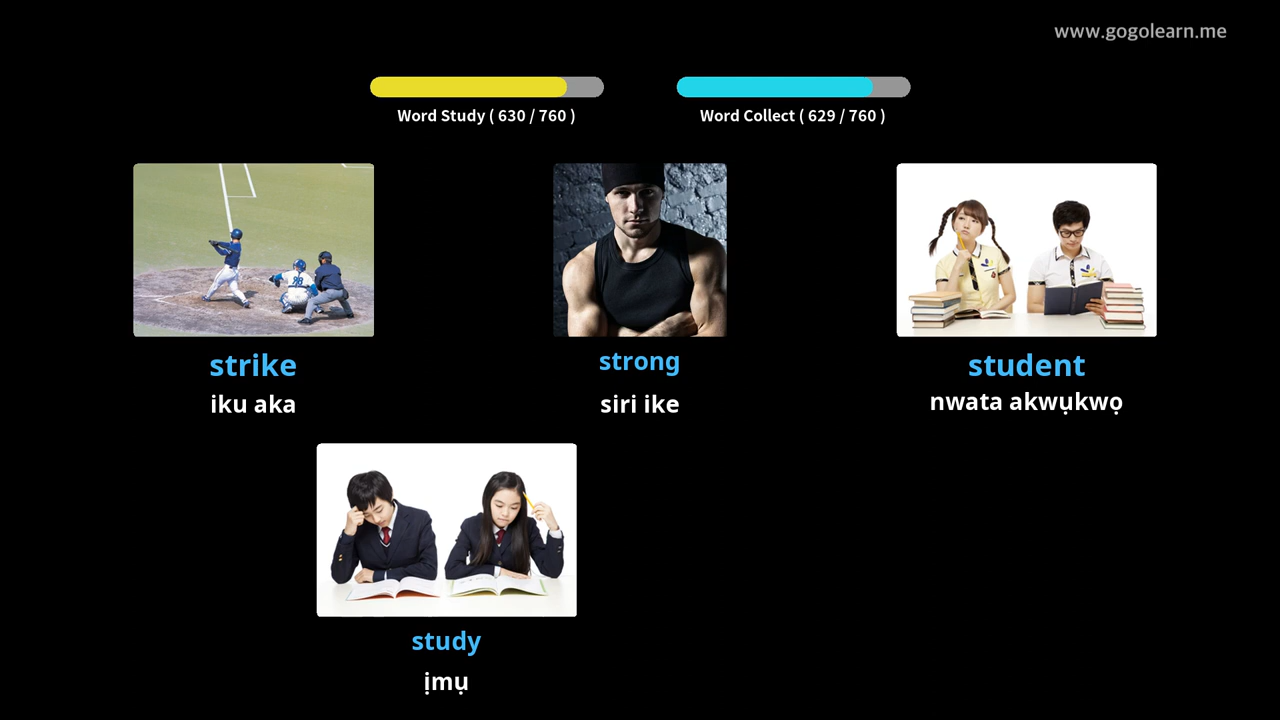 www.gogolearn.me
Word Study ( 630 / 760 )
Word Collect ( 629 / 760 )
strike
iku aka
strong
siri ike
student
nwata akwụkwọ
study
ịmụ